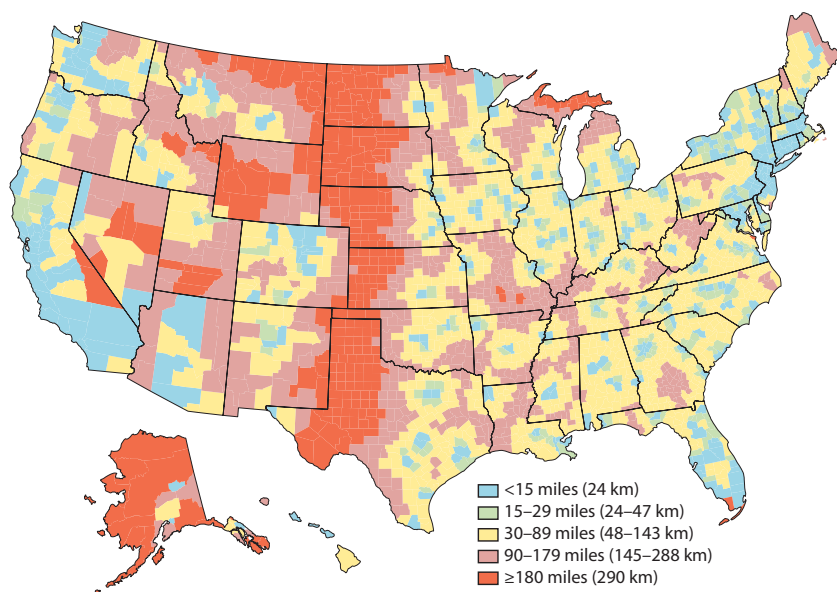 <15 miles (24 km)
15–29 miles (24–47 km)
30–89 miles (48–143 km)
90–179 miles (145–288 km)
≥180 miles (290 km)